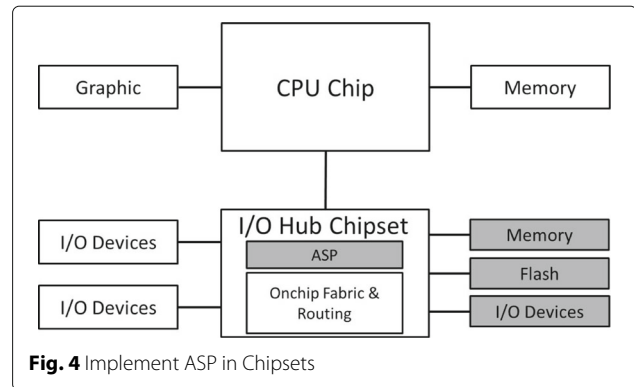 Graphic
CPU Chip
Memory
I/O Hub Chipset
I/O Devices
ASP
Memory
I/O Devices
Onchip Fabric &
Routing
Flash
I/O Devices
Fig. 4 Implement ASP in Chipsets